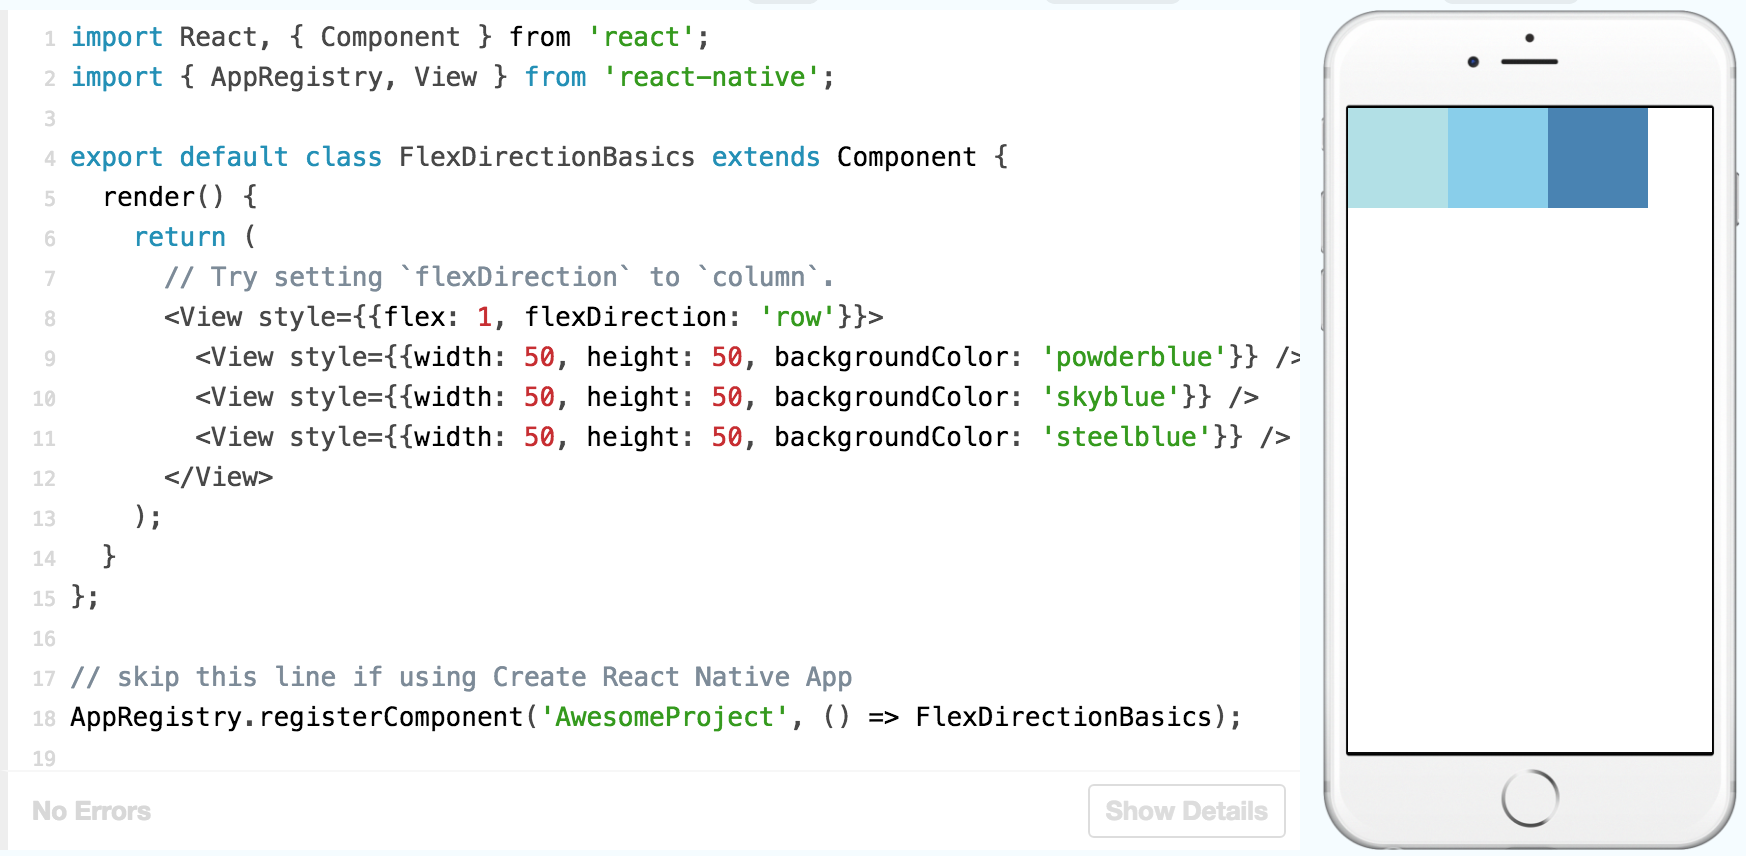 1 import React, { Component } from 'react';
2 import { AppRegistry, View } from 'react-native';
3
4 export default class FlexDirectionBasics extends Component {
5   render() {
6     return (
7       // Try setting `flexDirection` to `column`.
8       <View style={{flex: 1, flexDirection: 'row'}}>
9         <View style={{width: 50, height: 50, backgroundColor: 'powderblue'}} />
10         <View style={{width: 50, height: 50, backgroundColor: 'skyblue'}} />
11         <View style={{width: 50, height: 50, backgroundColor: 'steelblue'}} />
12       </View>
13     );
14   }
15 };
16
17 // skip this line if using Create React Native App
18 AppRegistry.registerComponent('AwesomeProject', () => FlexDirectionBasics);
19
No Errors
Show Details